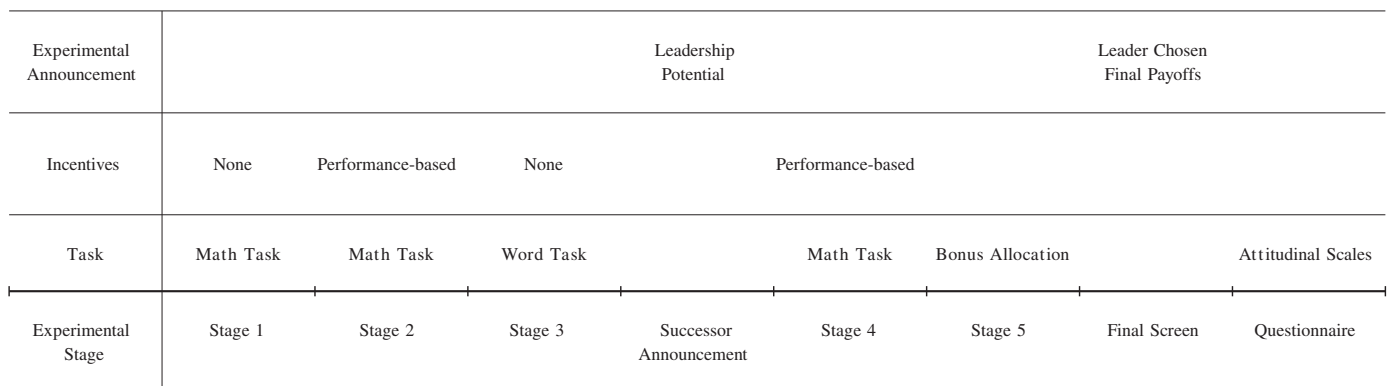 Experimental
Announcement
Leadership
Potential
Leader Chosen
Final Payoffs
Incentives
None
Performance-based
None
Performance-based
Task
Math Task
Math Task
Word Task
Math Task
Bonus Allocation
Attitudinal Scales
Experimental
Stage
Stage 1
Stage 2
Stage 3
Successor
Announcement
Stage 4
Stage 5
Final Screen
Questionnaire